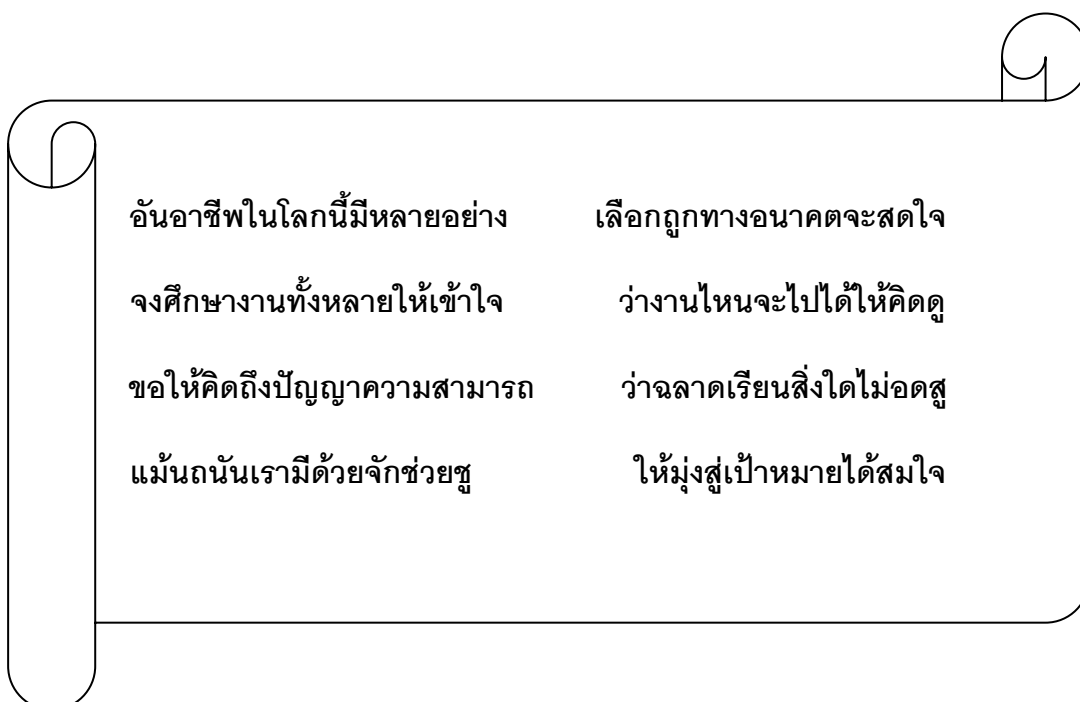 อันอาชีพในโลกนี้มีหลายอย่าง เลือกถูกทางอนาคตจะสดใจ
จงศึกษางานทั้งหลายให้เข้าใจ ว่างานไหนจะไปได้ให้คิดดู
ขอให้คิดถึงปัญญาความสามารถ ว่าฉลาดเรียนสิ่งใดไม่อดสู
แม้นถนันเรามีด้วยจักช่วยชู ให้มุ่งสู่เป้าหมายได้สมใจ